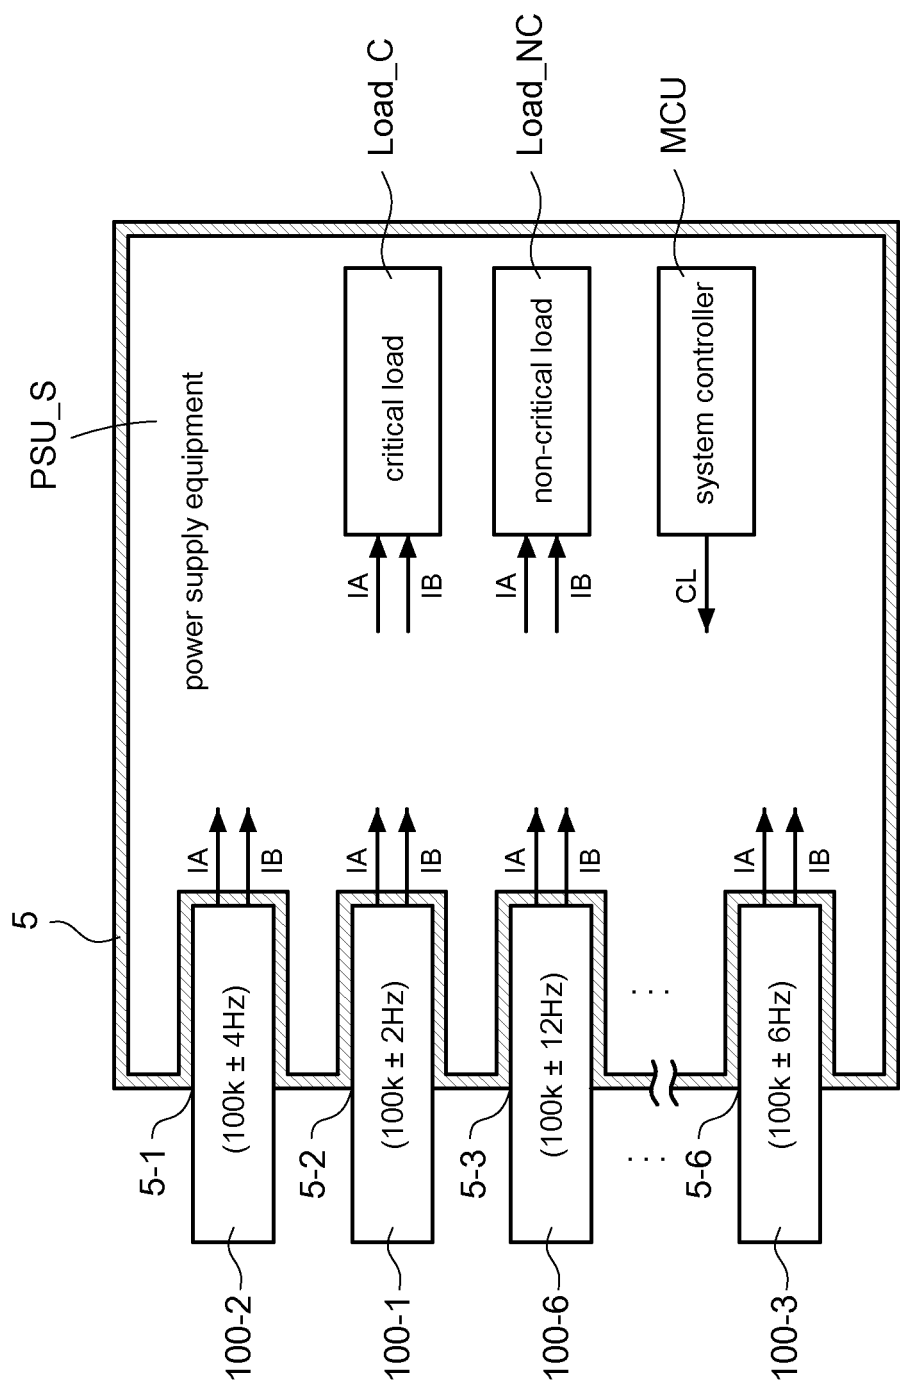 PSU_S
power supply equipment
5
5-1
5-2
5-3
5-6
100-2
(100k ± 4Hz)
IA
IB
100-1
(100k ± 2Hz)
IA
IB
100-6
(100k ± 12Hz)
IA
IB
. . .
. . .
100-3
(100k ± 6Hz)
IA
IB
IA
IB
critical load
Load_C
IA
IB
non-critical load
Load_NC
CL
system controller
MCU